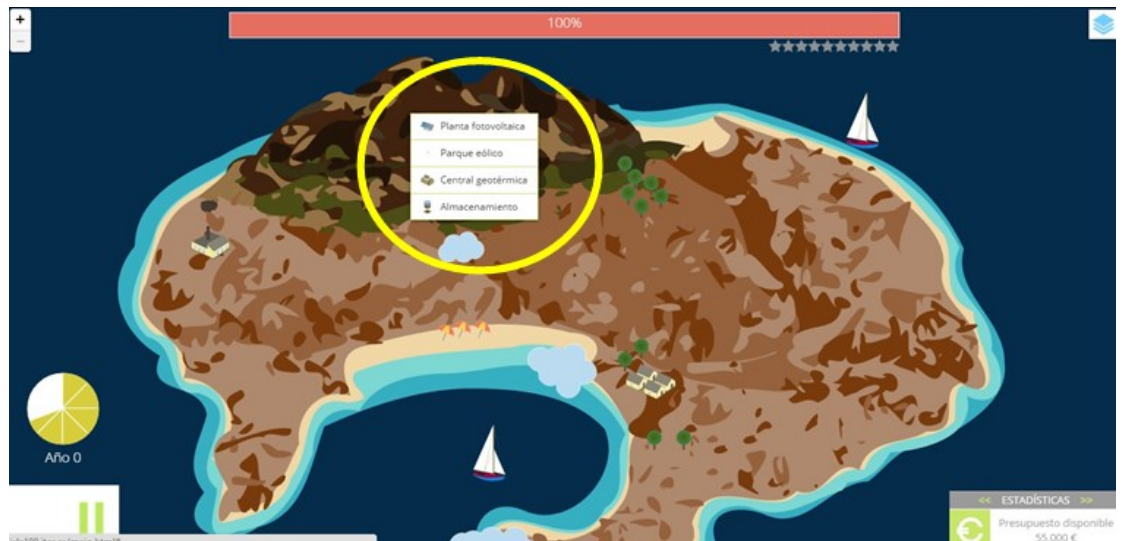 +
100%
−
Planta fotovoltaica
Parque eólico
Central geotérmica
Almacenamiento
Año 0
<< ESTADÍSTICAS >>
€ Presupuesto disponible
55.000 €